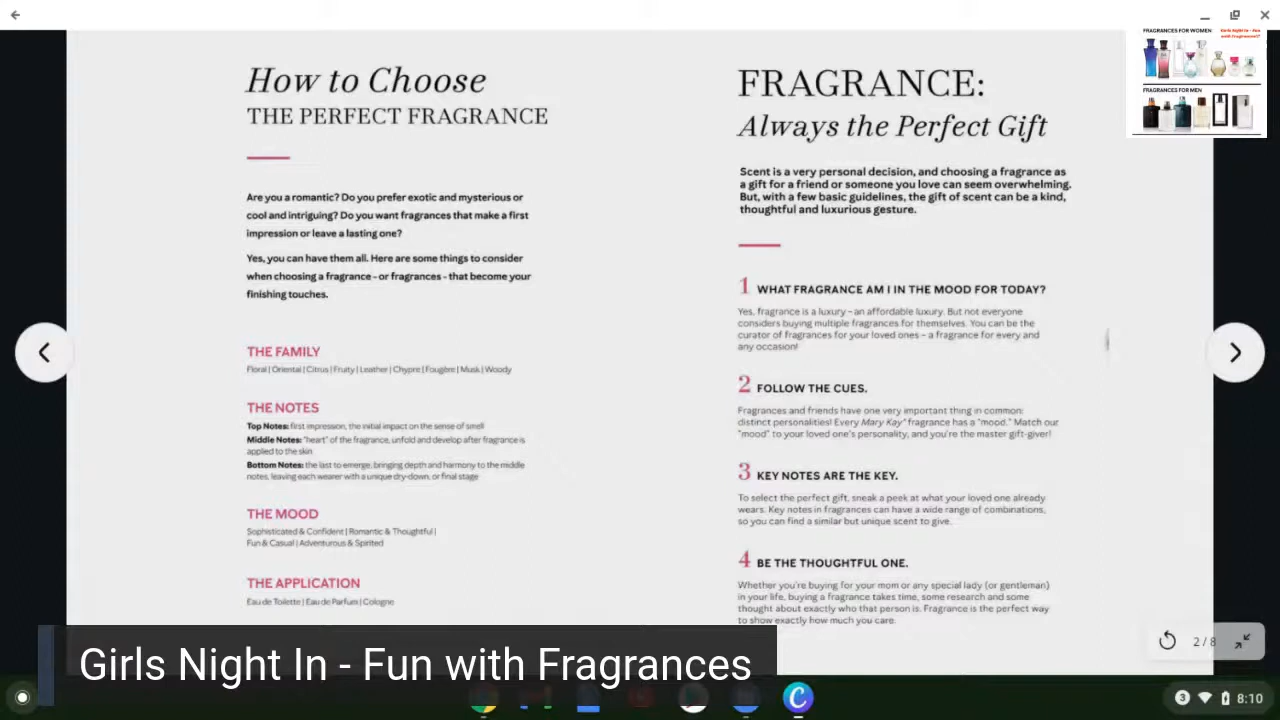 How to Choose
THE PERFECT FRAGRANCE
Are you a romantic? Do you prefer exotic and mysterious or
cool and intriguing? Do you want fragrances that make a first
impression or leave a lasting one?
Yes, you can have them all. Here are some things to consider
when choosing a fragrance - or fragrances - that become your
finishing touches.
THE FAMILY
Floral | Oriental | Citrus | Fruity | Leather | Chypre | Fougère | Musk | Woody
THE NOTES
Top Notes: first impression, the initial impact on the sense of smell
Middle Notes: "heart" of the fragrance, unfold and develop after fragrance is
applied to the skin
Bottom Notes: the last to emerge, bringing depth and harmony to the middle
notes, leaving each wearer with a unique dry-down, or final stage
THE MOOD
Sophisticated & Confident | Romantic & Thoughtful |
Fun & Casual | Adventurous & Spirited
THE APPLICATION
Eau de Toilette | Eau de Parfum | Cologne
FRAGRANCE:
Always the Perfect Gift
Scent is a very personal decision, and choosing a fragrance as
a gift for a friend or someone you love can seem overwhelming.
But, with a few basic guidelines, the gift of scent can be a kind,
thoughtful and luxurious gesture.
1 WHAT FRAGRANCE AM I IN THE MOOD FOR TODAY?
Yes, fragrance is a luxury - an affordable luxury. But not everyone
considers buying multiple fragrances for themselves. You can be the
curator of fragrances for your loved ones - a fragrance for every and
any occasion!
2 FOLLOW THE CUES.
Fragrances and friends have one very important thing in common:
distinct personalities! Every Mary Kay® fragrance has a "mood." Match our
"mood" to your loved one's personality, and you're the master gift-giver!
3 KEY NOTES ARE THE KEY.
To select the perfect gift, sneak a peek at what your loved one already
wears. Key notes in fragrances can have a wide range of combinations,
so you can find a similar but unique scent to give.
4 BE THE THOUGHTFUL ONE.
Whether you're buying for your mom or any special lady (or gentleman)
in your life, buying a fragrance takes time, some research and some
thought about exactly who that person is. Fragrance is the perfect way
to show exactly how much you care.
FRAGRANCES FOR WOMEN
Girls Night In - Fun
with Fragrances!!
FRAGRANCES FOR MEN
2 / 8
Girls Night In - Fun with Fragrances
3
8:10